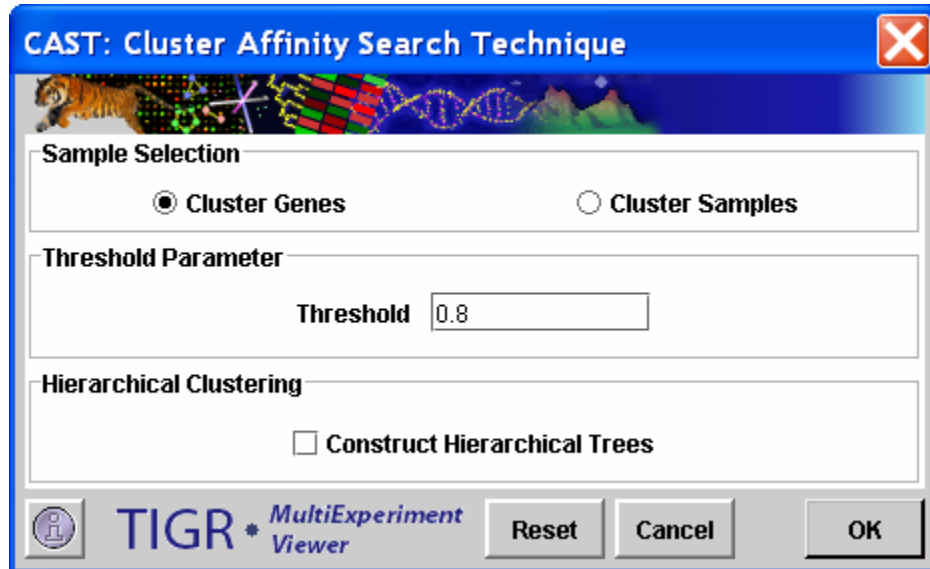 CAST: Cluster Affinity Search Technique
Sample Selection
Cluster Genes Cluster Samples
Threshold Parameter
Threshold 0.8
Hierarchical Clustering
Construct Hierarchical Trees
TIGR • MultiExperiment
Viewer
Reset Cancel OK